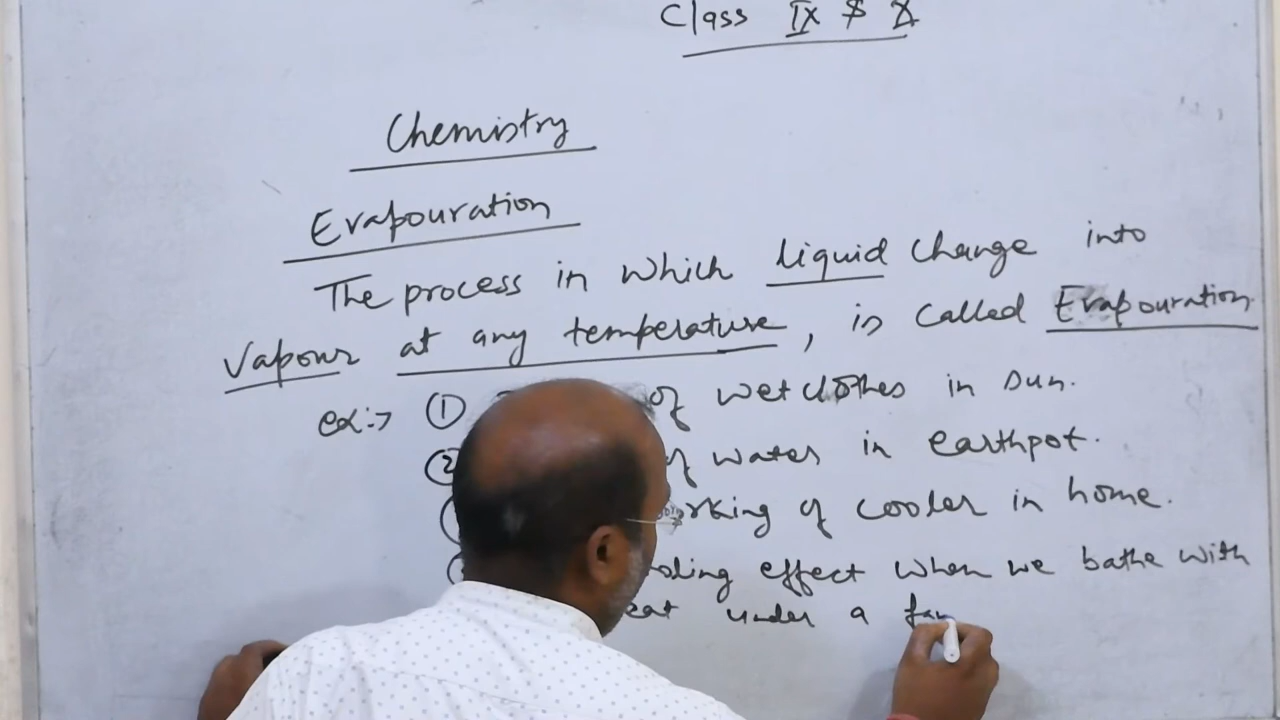 Class IX & X
Chemistry
Evapouration
The process in which liquid change into
Vapour at any temperature, is called Evapouration
ex:→ ① of wet clothes in sun.
② of water in earthpot.
of cooler in home.
effect when we bathe with
under a fan